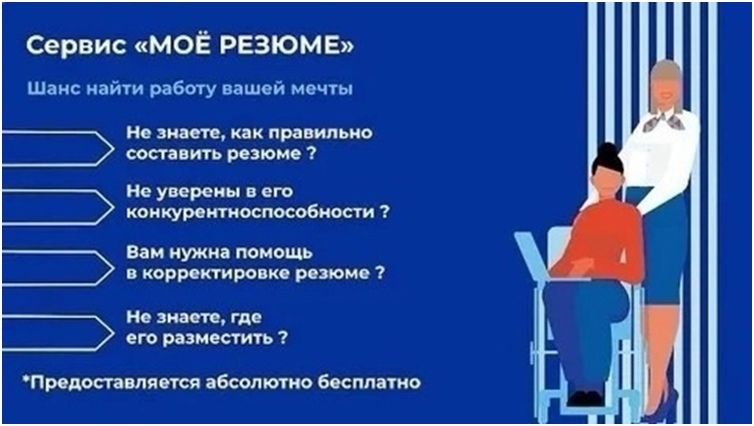 Сервис «МОЁ РЕЗЮМЕ»
Шанс найти работу вашей мечты
Не знаете, как правильно
составить резюме ?
Не уверены в его
конкурентноспособности ?
Вам нужна помощь
в корректировке резюме ?
Не знаете, где
его разместить ?
*Предоставляется абсолютно бесплатно